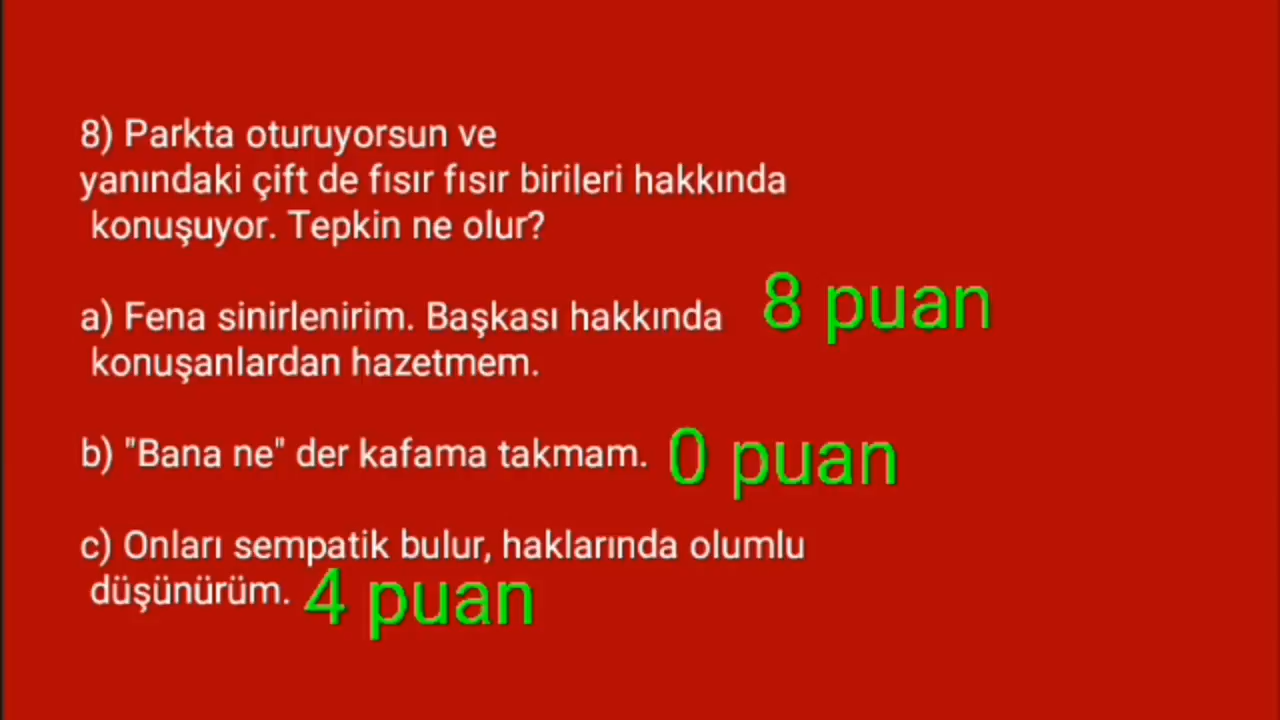 8) Parkta oturuyorsun ve
yanındaki çift de fısır fısır birileri hakkında
konuşuyor. Tepkin ne olur?
a) Fena sinirlenirim. Başkası hakkında 8 puan
konuşanlardan hazetmem.
b) "Bana ne" der kafama takmam. 0 puan
c) Onları sempatik bulur, haklarında olumlu
düşünürüm. 4 puan